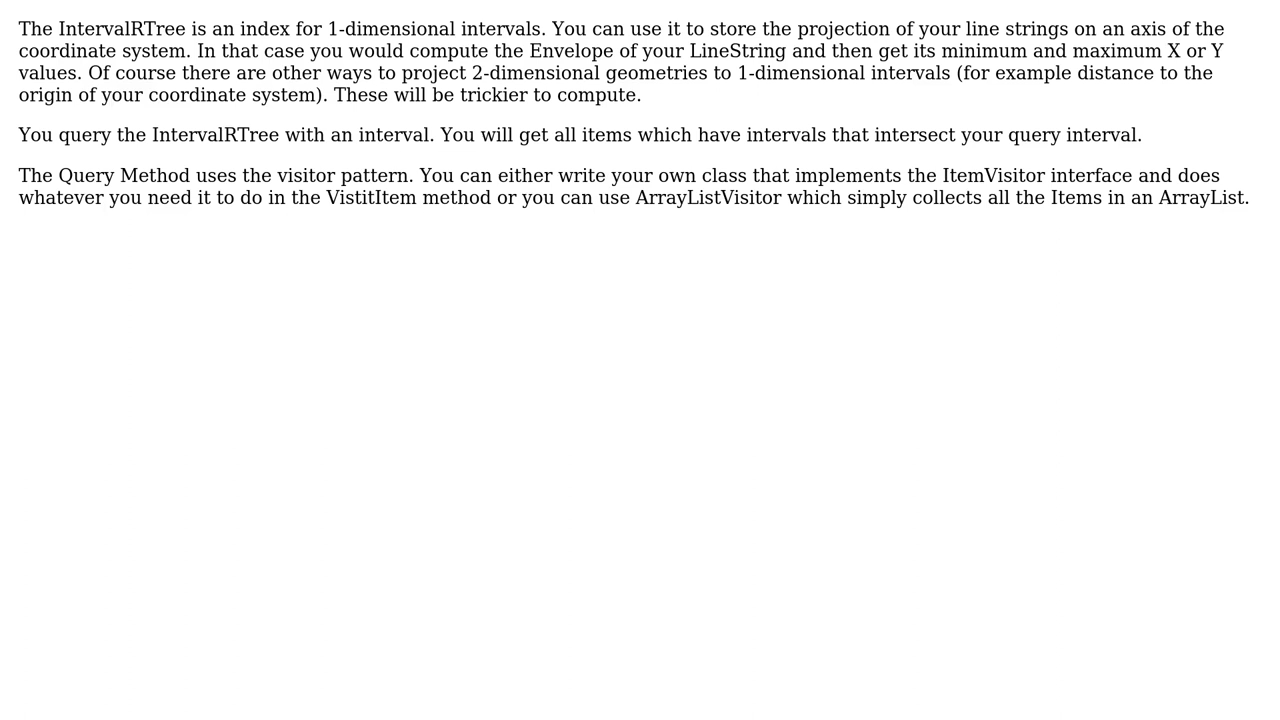 The IntervalRTree is an index for 1-dimensional intervals. You can use it to store the projection of your line strings on an axis of the
coordinate system. In that case you would compute the Envelope of your LineString and then get its minimum and maximum X or Y
values. Of course there are other ways to project 2-dimensional geometries to 1-dimensional intervals (for example distance to the
origin of your coordinate system). These will be trickier to compute.
You query the IntervalRTree with an interval. You will get all items which have intervals that intersect your query interval.
The Query Method uses the visitor pattern. You can either write your own class that implements the ItemVisitor interface and does
whatever you need it to do in the VistitItem method or you can use ArrayListVisitor which simply collects all the Items in an ArrayList.